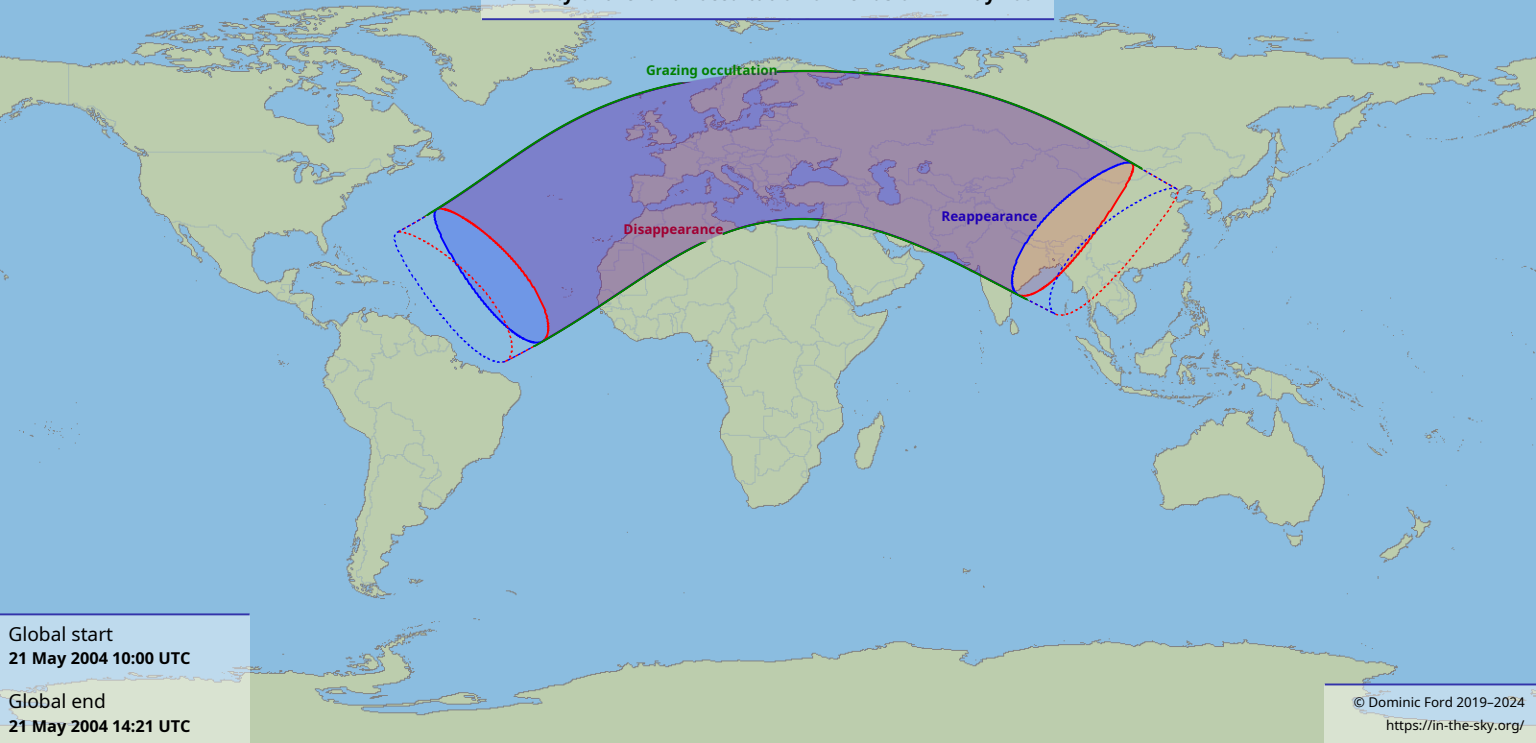 Grazing occultation
Reappearance
Disappearance
Global start
21 May 2004 10:00 UTC
Global end
21 May 2004 14:21 UTC
© Dominic Ford 2019–2024
https://in-the-sky.org/